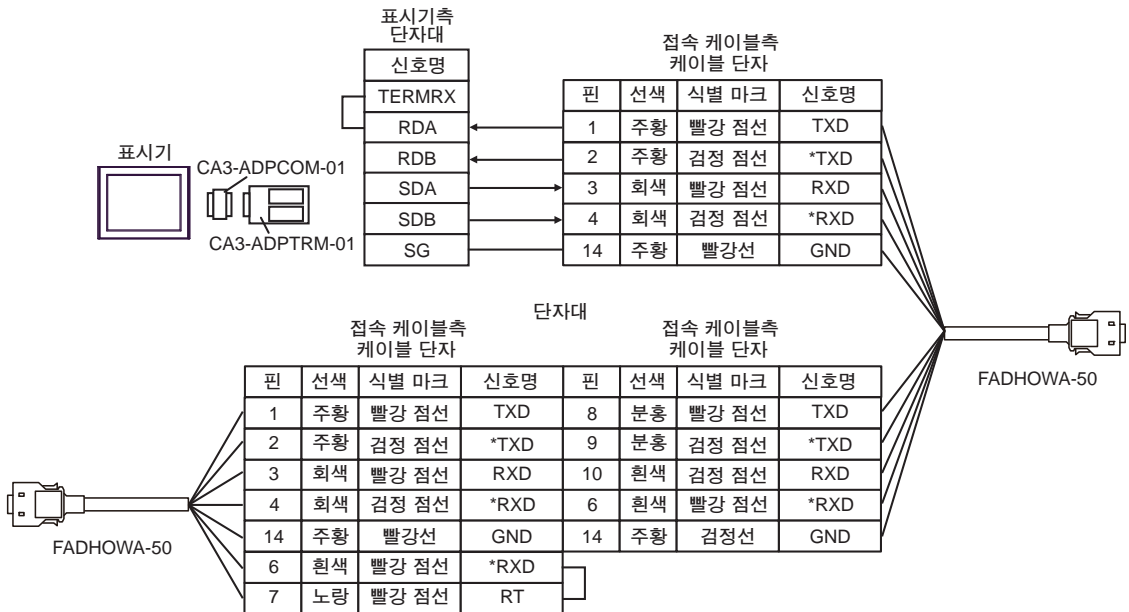 표시기측
단자대
신호명
TERMRX
RDA
RDB
SDA
SDB
SG
접속 케이블측
케이블 단자
핀 선색 식별 마크 신호명
1 주황 빨강 점선 TXD
2 주황 검정 점선 *TXD
3 회색 빨강 점선 RXD
4 회색 검정 점선 *RXD
14 주황 빨강선 GND
표시기
CA3-ADPCOM-01
CA3-ADPTRM-01
단자대
접속 케이블측
케이블 단자
핀 선색 식별 마크 신호명
1 주황 빨강 점선 TXD
2 주황 검정 점선 *TXD
3 회색 빨강 점선 RXD
4 회색 검정 점선 *RXD
14 주황 빨강선 GND
6 흰색 빨강 점선 *RXD
7 노랑 빨강 점선 RT
접속 케이블측
케이블 단자
핀 선색 식별 마크 신호명
8 분홍 빨강 점선 TXD
9 분홍 검정 점선 *TXD
10 흰색 검정 점선 RXD
6 흰색 빨강 점선 *RXD
14 주황 검정선 GND
FADHOWA-50
FADHOWA-50